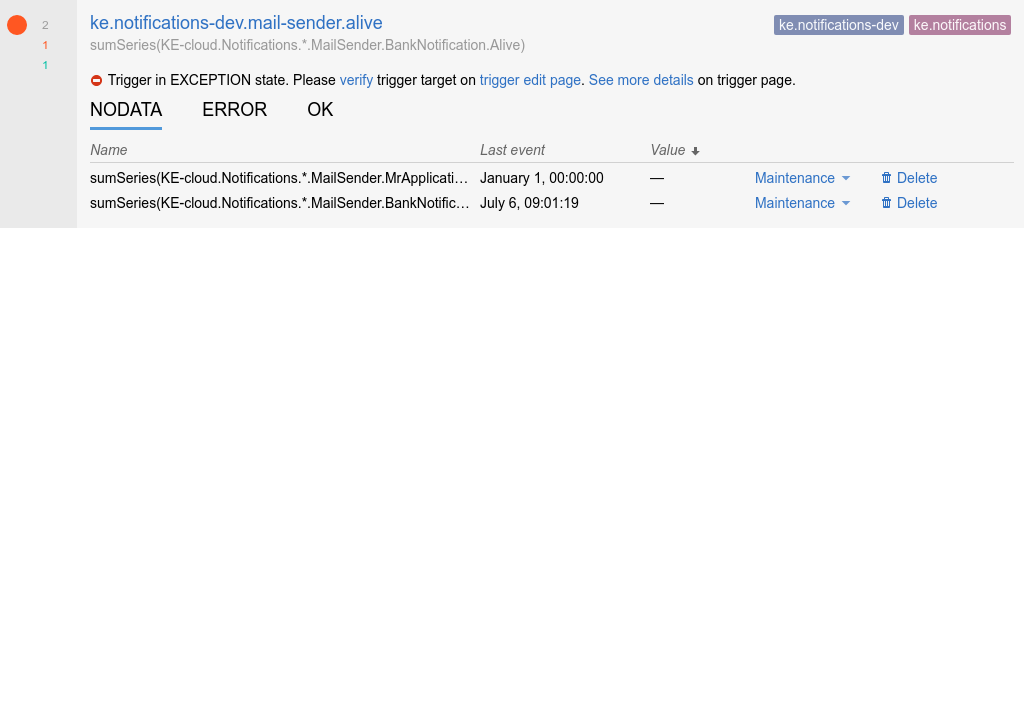 2
1
1
ke.notifications-dev.mail-sender.alive
ke.notifications-dev ke.notifications
sumSeries(KE-cloud.Notifications.*.MailSender.BankNotification.Alive)
Trigger in EXCEPTION state. Please verify trigger target on trigger edit page. See more details on trigger page.
NODATA ERROR OK
Name Last event Value
sumSeries(KE-cloud.Notifications.*.MailSender.MrApplicati… January 1, 00:00:00 — Maintenance Delete
sumSeries(KE-cloud.Notifications.*.MailSender.BankNotific… July 6, 09:01:19 — Maintenance Delete